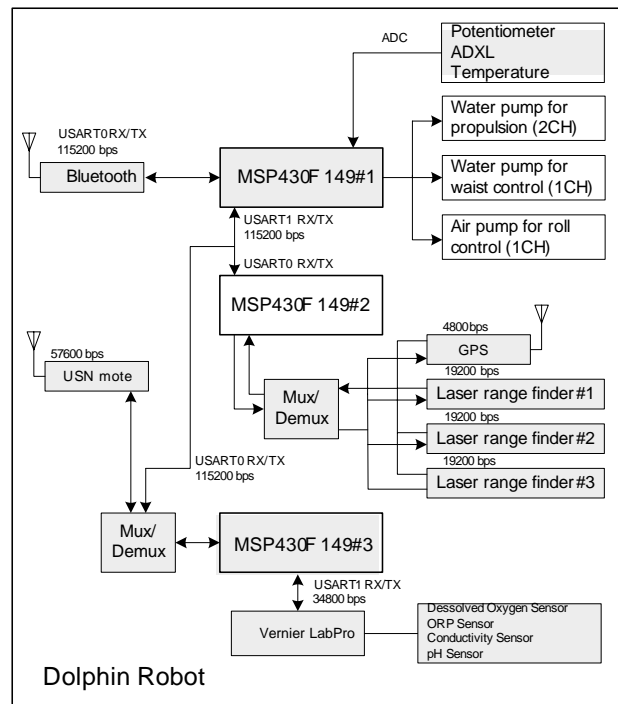 ADC
Potentiometer
ADXL
Temperature
USART0RX/TX
115200 bps
Bluetooth
MSP430F 149#1
Water pump for
propulsion (2CH)
Water pump for
waist control (1CH)
Air pump for roll
control (1CH)
USART1 RX/TX
115200 bps
USART0 RX/TX
MSP430F 149#2
57600 bps
USN mote
4800bps
GPS
19200 bps
Laser range finder#1
19200 bps
Laser range finder#2
19200 bps
Laser range finder#3
Mux/
Demux
USART0 RX/TX
115200 bps
Mux/
Demux
MSP430F 149#3
USART1 RX/TX
34800 bps
Vernier LabPro
Dessolved Oxygen Sensor
ORP Sensor
Conductivity Sensor
pH Sensor
Dolphin Robot